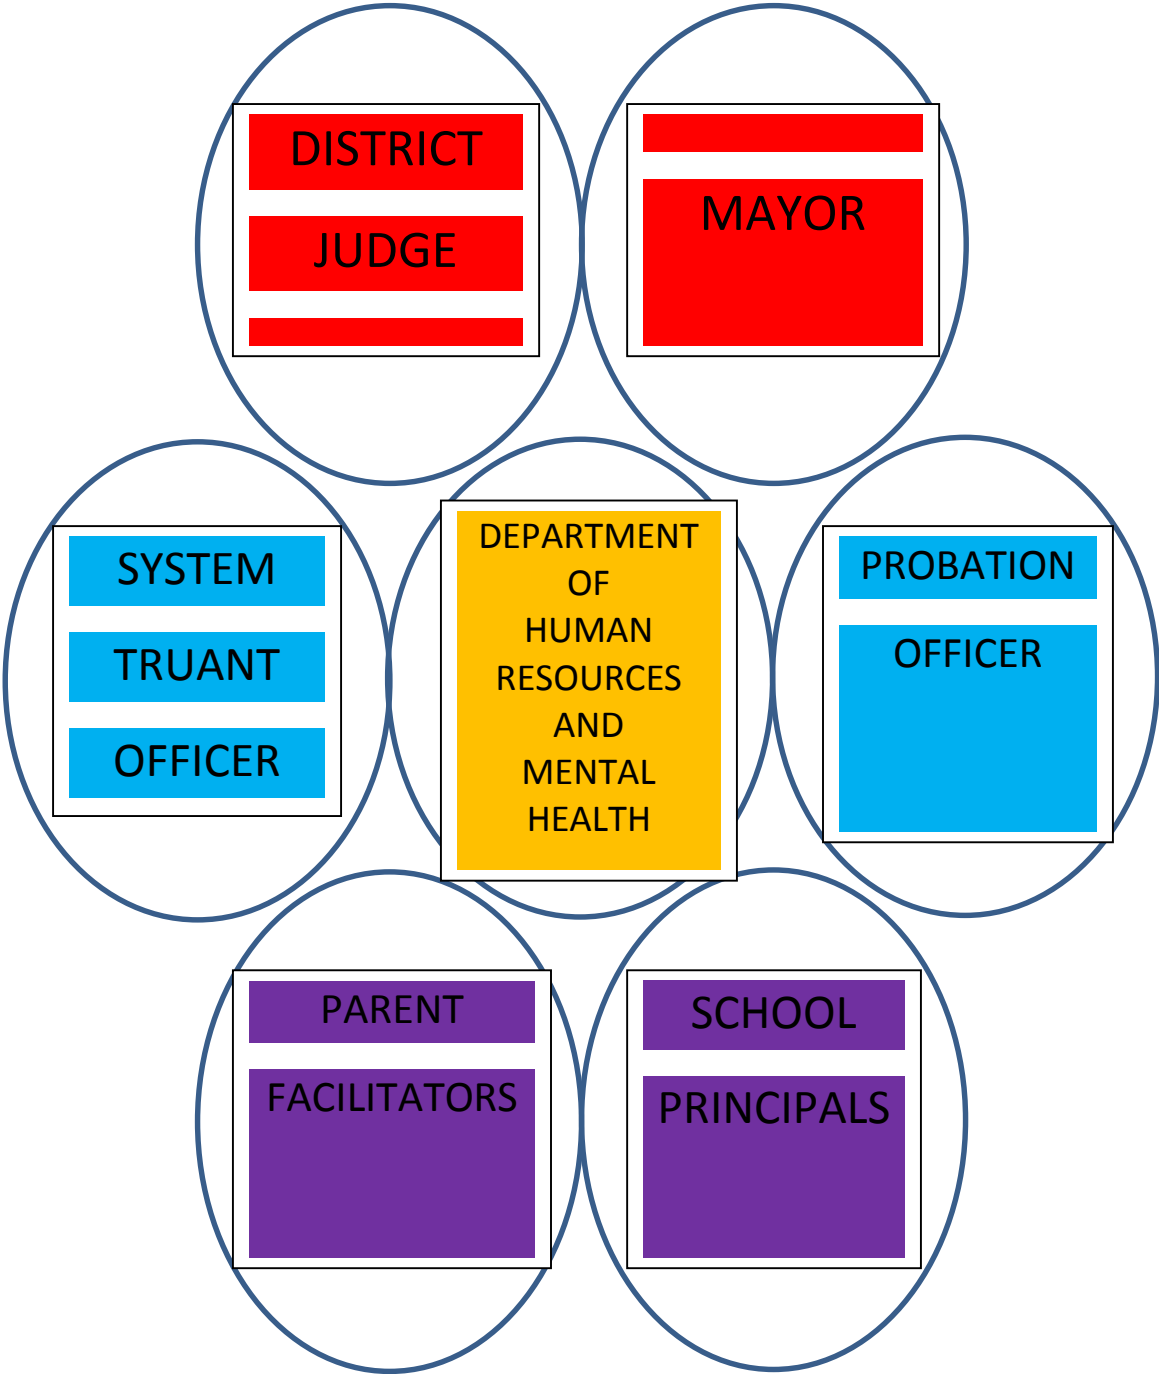 DISTRICT
JUDGE
MAYOR
SYSTEM
TRUANT
OFFICER
DEPARTMENT
OF
HUMAN
RESOURCES
AND
MENTAL
HEALTH
PROBATION
OFFICER
PARENT
FACILITATORS
SCHOOL
PRINCIPALS